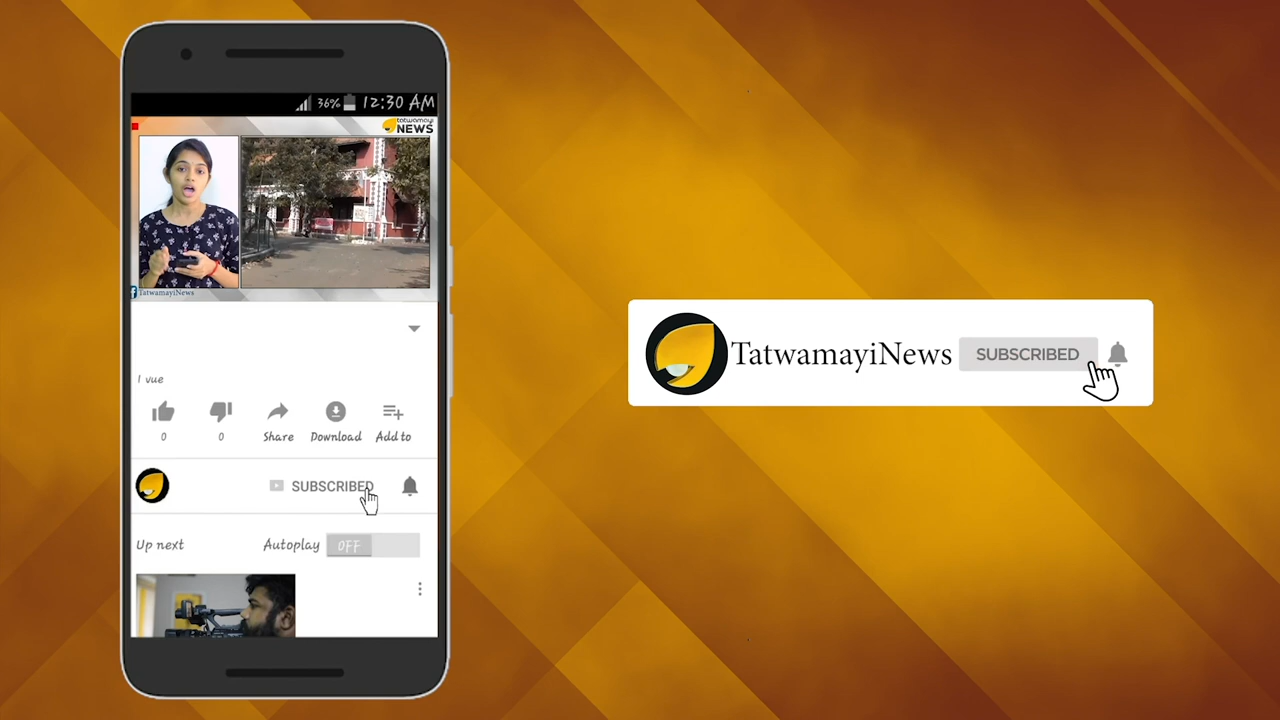 36% 12:30 AM
tatwamayi
NEWS
TatwamayiNews
1 vue
0 0 Share Download Add to
SUBSCRIBED
Up next Autoplay OFF
TatwamayiNews SUBSCRIBED